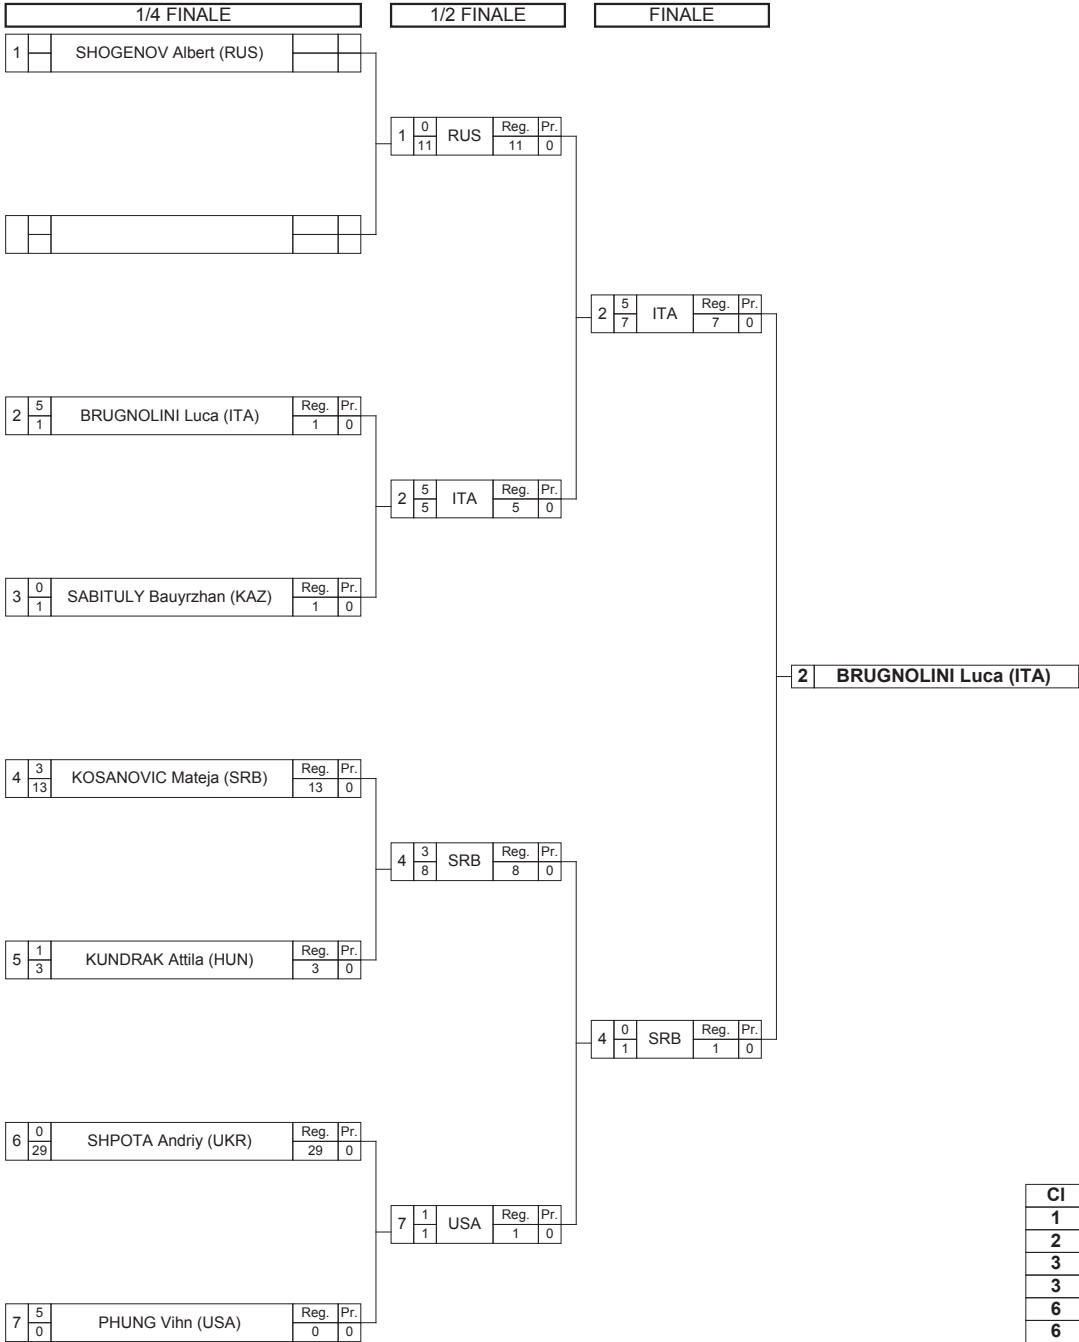 1/4 FINALE 1/2 FINALE FINALE
1 SHOGENOV Albert (RUS)
1 0 RUS Reg. Pr.
11 11 0
2 5 ITA Reg. Pr.
7 7 0
2 5 BRUGNOLINI Luca (ITA) Reg. Pr.
1 1 0
2 5 ITA Reg. Pr.
5 5 0
3 0 SABITULY Bauyrzhan (KAZ) Reg. Pr.
1 1 0
2 BRUGNOLINI Luca (ITA)
4 3 KOSANOVIC Mateja (SRB) Reg. Pr.
13 13 0
4 3 SRB Reg. Pr.
8 8 0
5 1 KUNDRAK Attila (HUN) Reg. Pr.
3 3 0
4 0 SRB Reg. Pr.
1 1 0
6 0 SHPOTA Andriy (UKR) Reg. Pr.
29 29 0
7 1 USA Reg. Pr.
1 1 0
7 5 PHUNG Vihn (USA) Reg. Pr.
0 0 0
Cl
1
2
3
3
6
6